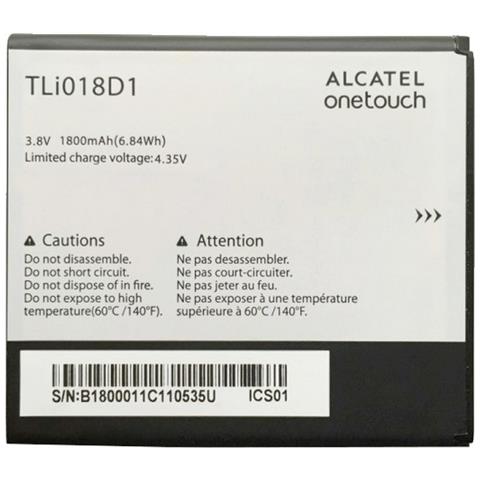 TLi018D1
ALCATEL
onetouch
3.8V 1800mAh(6.84Wh)
Limited charge voltage:4.35V
Cautions
Do not disassemble.
Do not short circuit.
Do not dispose of in fire.
Do not expose to high
temperature(60°C /140°F).
Attention
Ne pas desassembler.
Ne pas court-circuiter.
Ne pas jeter au feu.
Ne pas exposer à une température
supérieure à 60°C /140°F.
S/N:B1800011C110535U ICS01